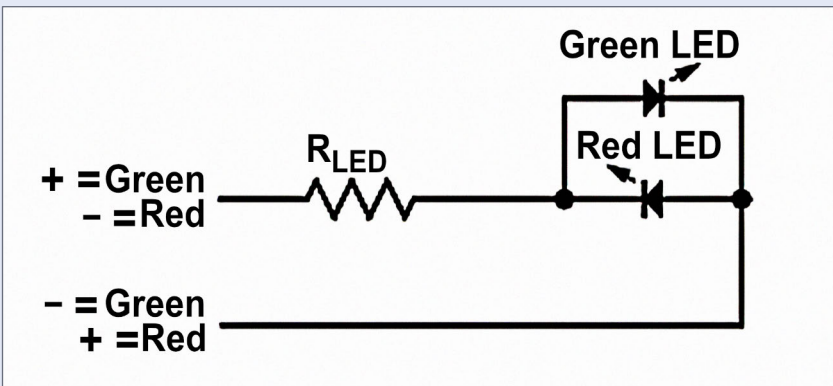 Green LED
Red LED
RLED
+ =Green
– =Red
– =Green
+ =Red